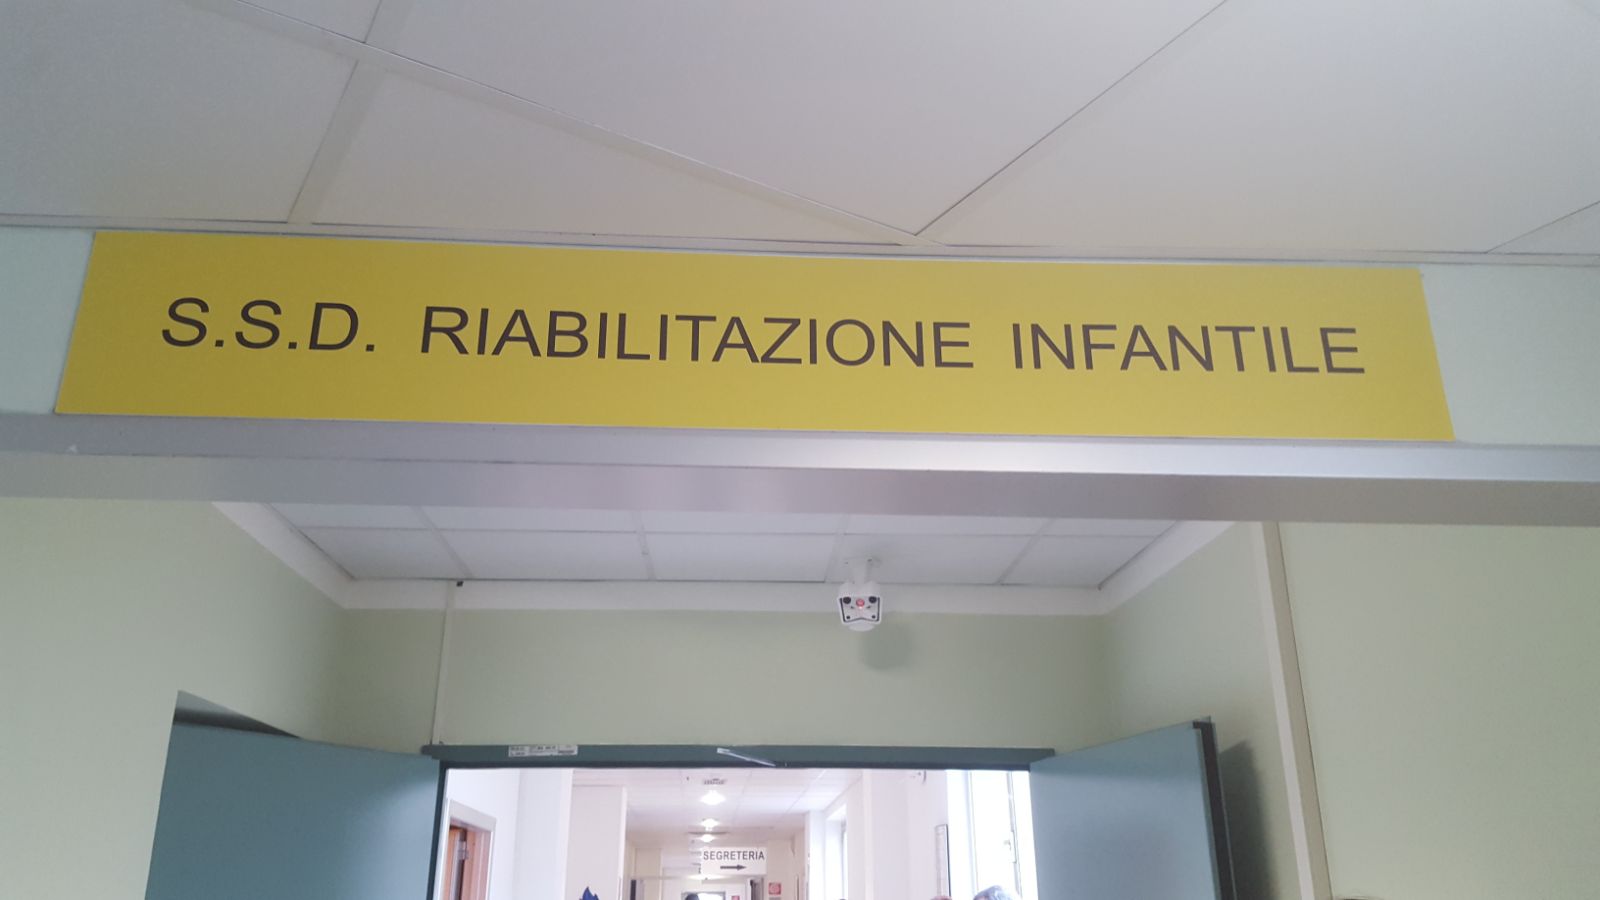 S.S.D. RIABILITAZIONE INFANTILE
SEGRETERIA